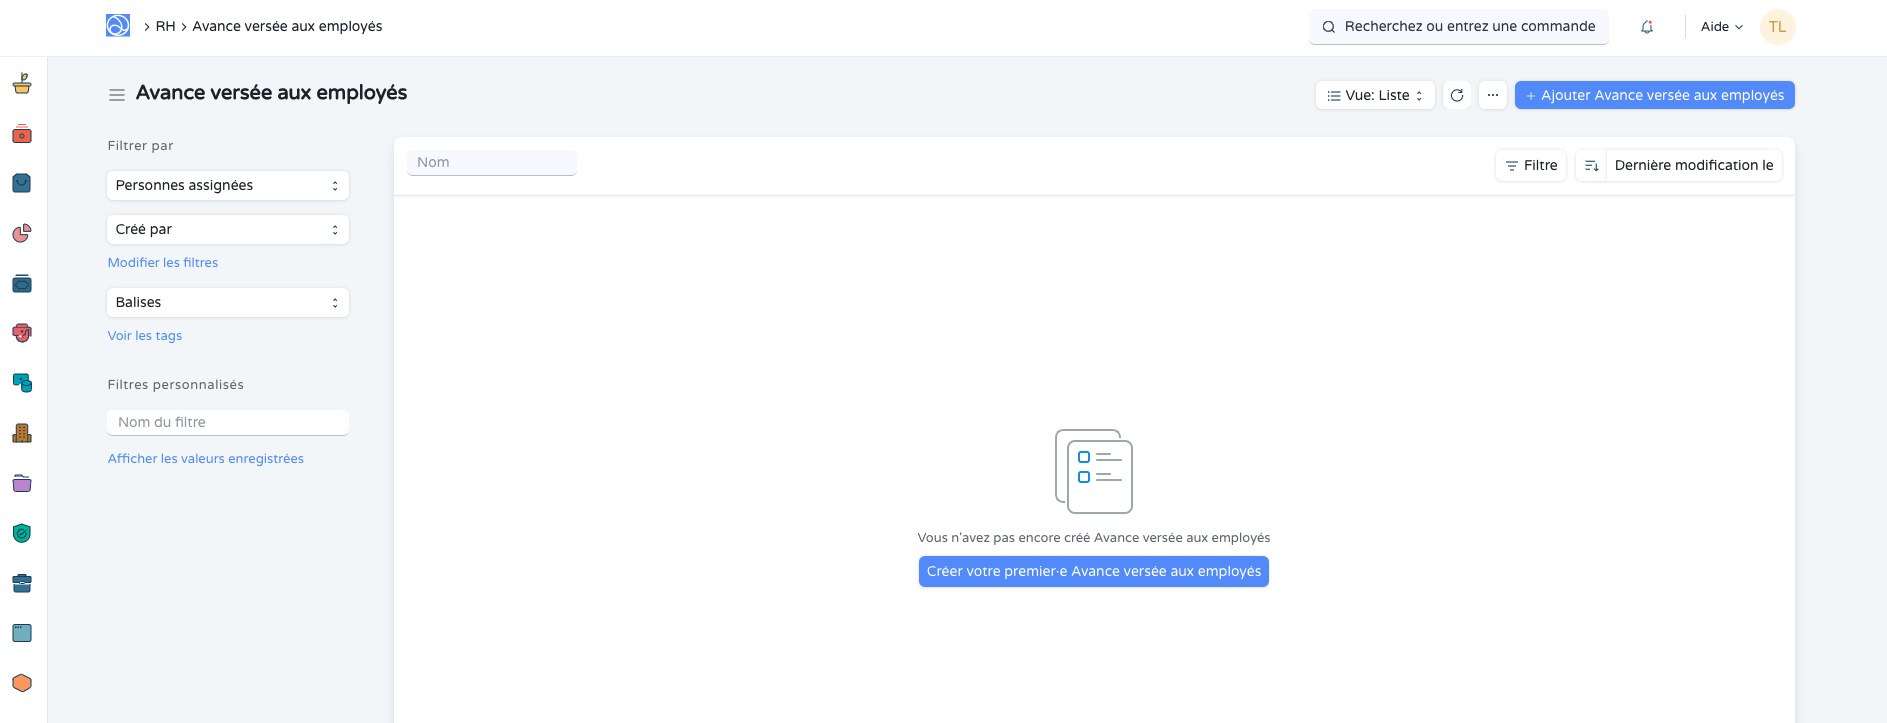 RH
Avance versée aux employés
Recherchez ou entrez une commande
Aide
TL
Avance versée aux employés
Vue: Liste
Ajouter Avance versée aux employés
Filtrer par
Personnes assignées
Créé par
Modifier les filtres
Balises
Voir les tags
Filtres personnalisés
Nom du filtre
Afficher les valeurs enregistrées
Nom
Filtre
Dernière modification le
Vous n'avez pas encore créé Avance versée aux employés
Créer votre premier·e Avance versée aux employés